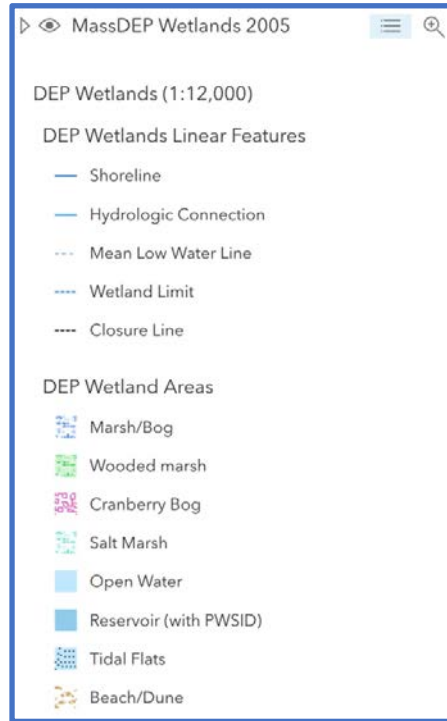 MassDEP Wetlands 2005
DEP Wetlands (1:12,000)
DEP Wetlands Linear Features
Shoreline
Hydrologic Connection
Mean Low Water Line
Wetland Limit
Closure Line
DEP Wetland Areas
Marsh/Bog
Wooded marsh
Cranberry Bog
Salt Marsh
Open Water
Reservoir (with PWSID)
Tidal Flats
Beach/Dune